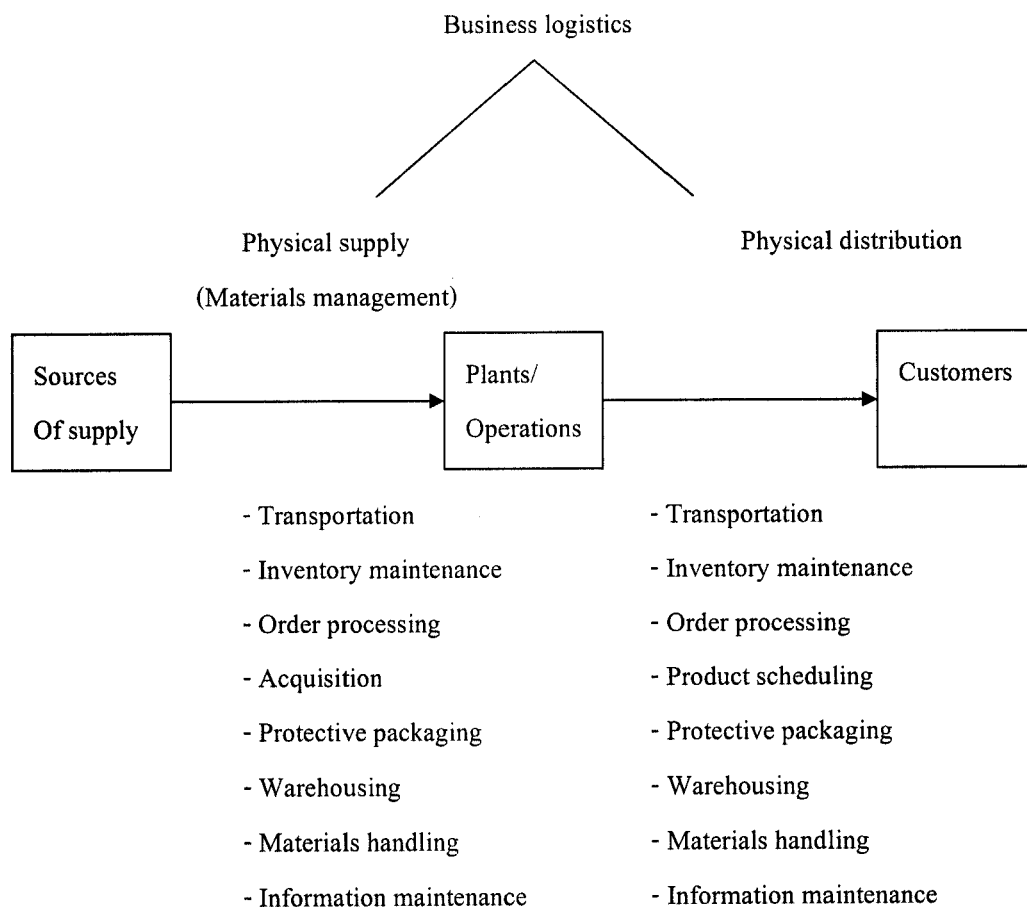 Business logistics
Physical supply
(Materials management)
Physical distribution
Sources
Of supply
Plants/
Operations
Customers
- Transportation
- Inventory maintenance
- Order processing
- Acquisition
- Protective packaging
- Warehousing
- Materials handling
- Information maintenance
- Transportation
- Inventory maintenance
- Order processing
- Product scheduling
- Protective packaging
- Warehousing
- Materials handling
- Information maintenance